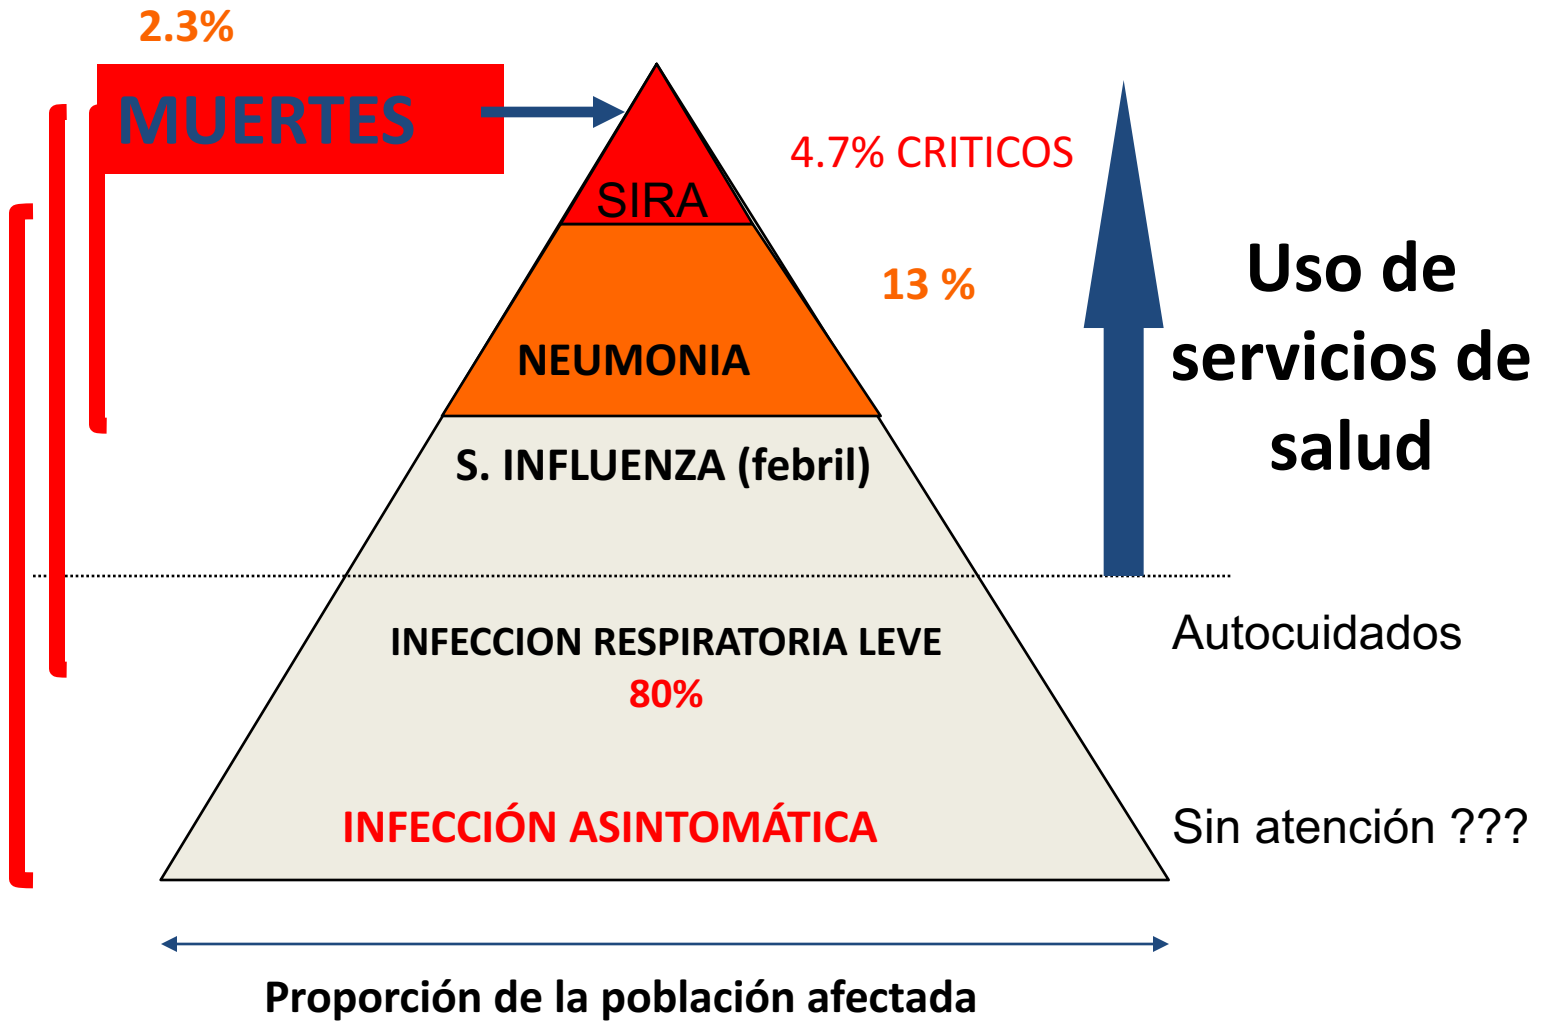 2.3%
MUERTES
4.7% CRITICOS
SIRA
13 %
Uso de
servicios de
salud
NEUMONIA
S. INFLUENZA (febril)
INFECCION RESPIRATORIA LEVE
80%
Autocuidados
INFECCIÓN ASINTOMÁTICA
Sin atención ???
Proporción de la población afectada